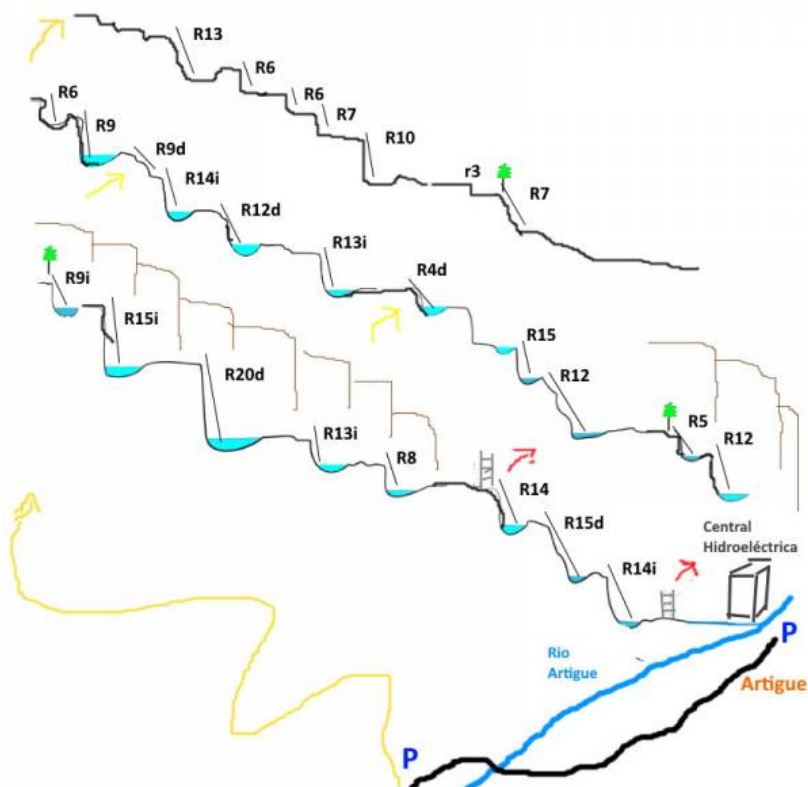 R13
R6
R6
R7
R10
r3
R7
R6
R9
R9d
R14i
R12d
R13i
R4d
R15
R12
R5
R12
R9i
R15i
R20d
R13i
R8
R14
R15d
R14i
Central
Hidroeléctrica
P
Rio
Artigue
Artigue
P